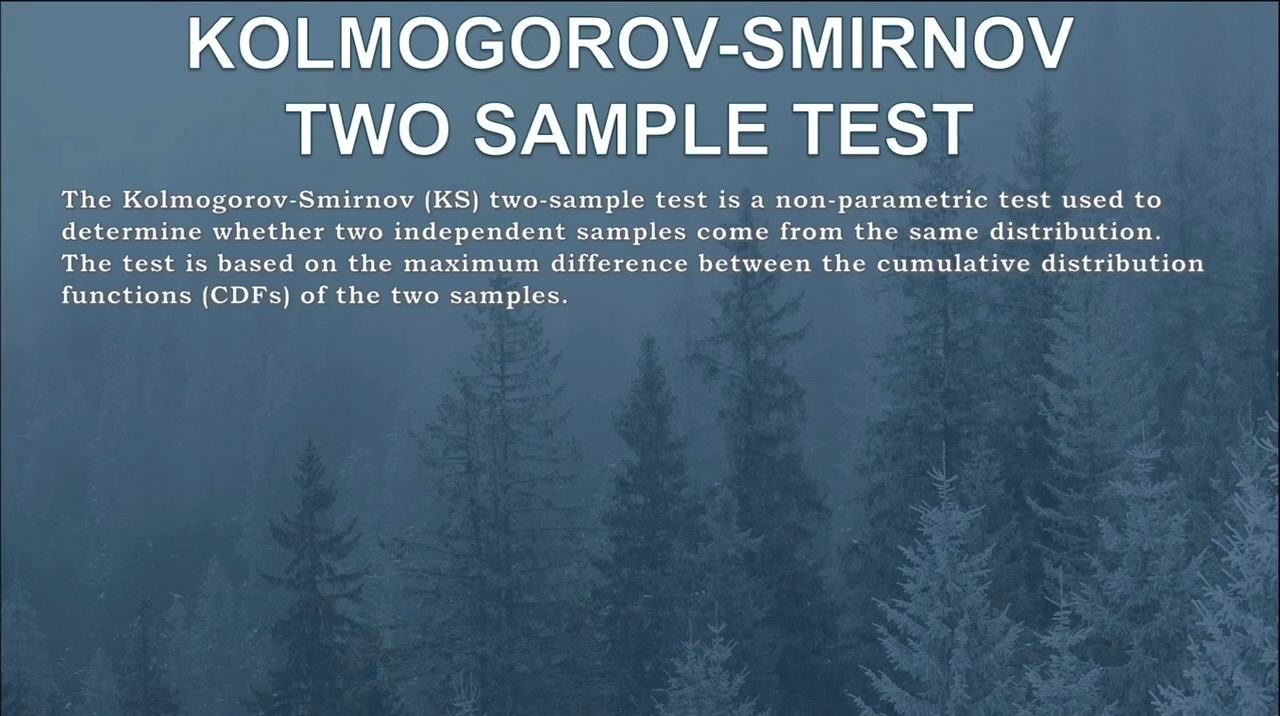 KOLMOGOROV-SMIRNOV
TWO SAMPLE TEST
The Kolmogorov-Smirnov (KS) two-sample test is a non-parametric test used to
determine whether two independent samples come from the same distribution.
The test is based on the maximum difference between the cumulative distribution
functions (CDFs) of the two samples.